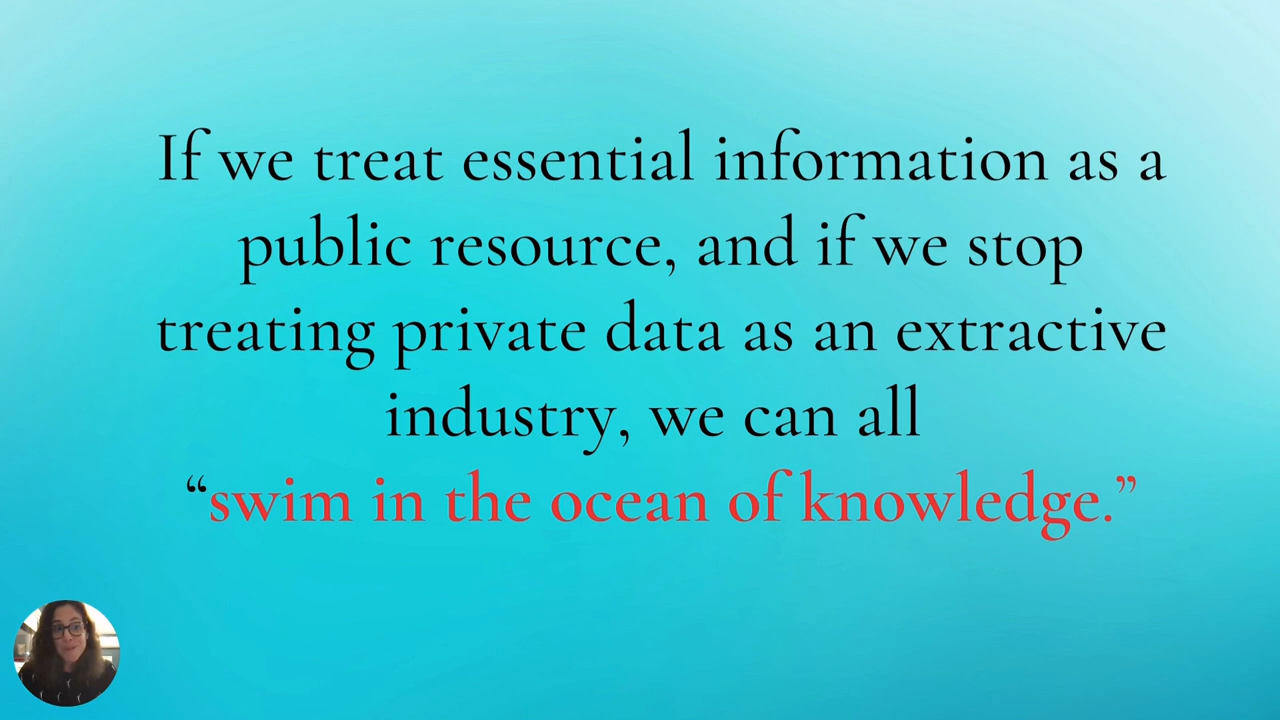 If we treat essential information as a
public resource, and if we stop
treating private data as an extractive
industry, we can all
“swim in the ocean of knowledge.”